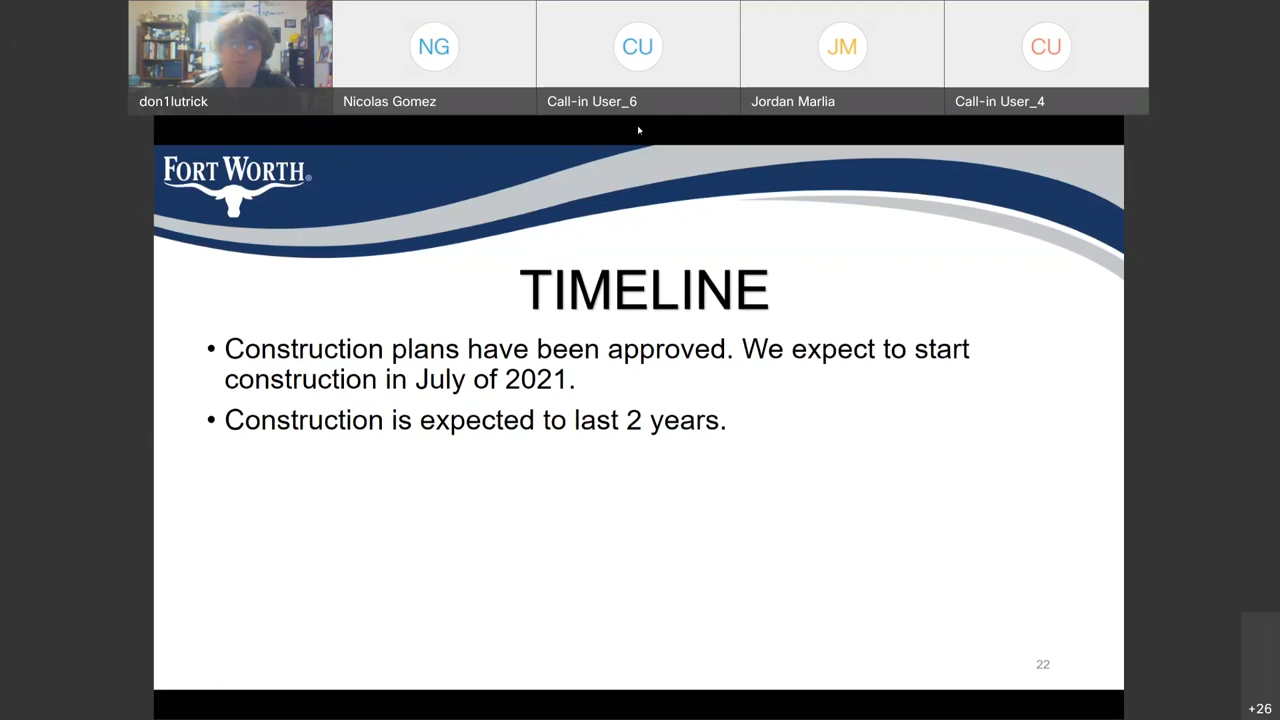 NG
CU
JM
CU
don1lutrick
Nicolas Gomez
Call-in User_6
Jordan Marlia
Call-in User_4
FORT WORTH®
TIMELINE
• Construction plans have been approved. We expect to start
construction in July of 2021.
• Construction is expected to last 2 years.
22
+26